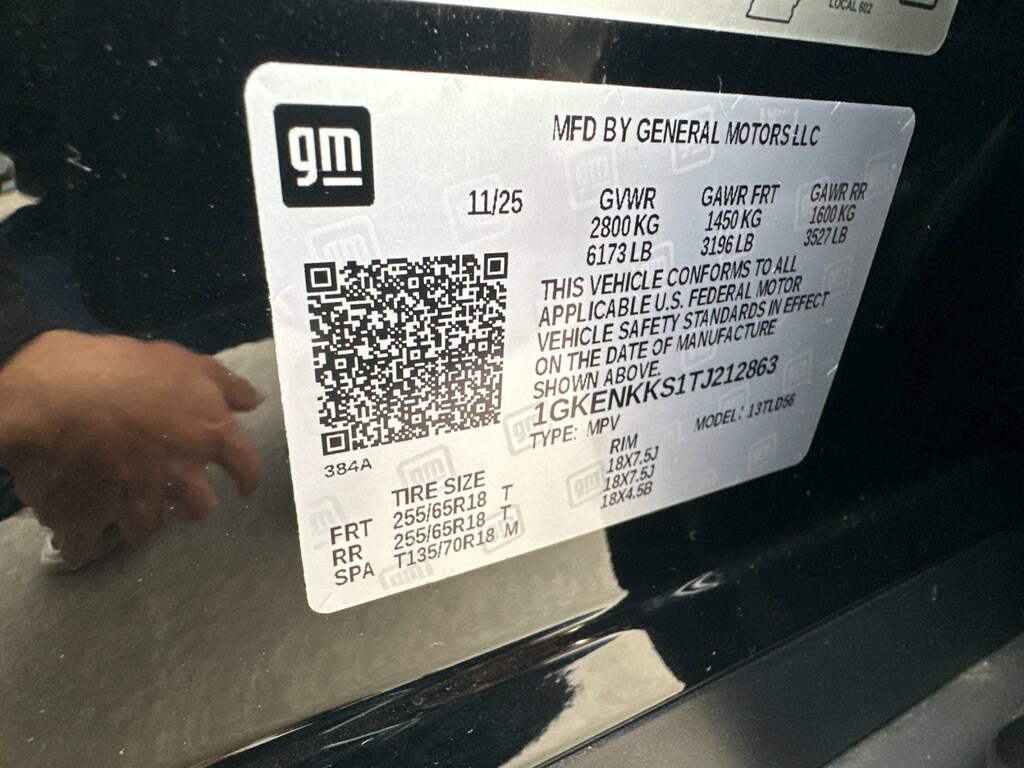 LOCAL 602
gm
MFD BY GENERAL MOTORS LLC
11/25
GVWR GAWR FRT GAWR RR
2800 KG 1450 KG 1600 KG
6173 LB 3196 LB 3527 LB
THIS VEHICLE CONFORMS TO ALL
APPLICABLE U.S. FEDERAL MOTOR
VEHICLE SAFETY STANDARDS IN EFFECT
ON THE DATE OF MANUFACTURE
SHOWN ABOVE.
1GKENKKS1TJ212863
TYPE: MPV MODEL: 13TLD56
384A
TIRE SIZE RIM
FRT 255/65R18 T 18X7.5J
RR 255/65R18 T 18X7.5J
SPA T135/70R18 M 18X4.5B